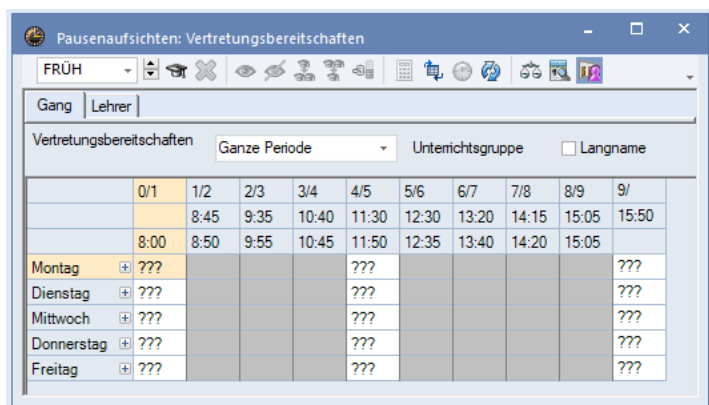 Pausenaufsichten: Vertretungsbereitschaften
FRÜH
Gang Lehrer
Vertretungsbereitschaften Ganze Periode Unterrichtsgruppe Langname
0/1 1/2 2/3 3/4 4/5 5/6 6/7 7/8 8/9 9/
8:45 9:35 10:40 11:30 12:30 13:20 14:15 15:05 15:50
8:00 8:50 9:55 10:45 11:50 12:35 13:40 14:20 15:05
Montag ??? ??? ???
Dienstag ??? ??? ???
Mittwoch ??? ??? ???
Donnerstag ??? ??? ???
Freitag ??? ??? ???